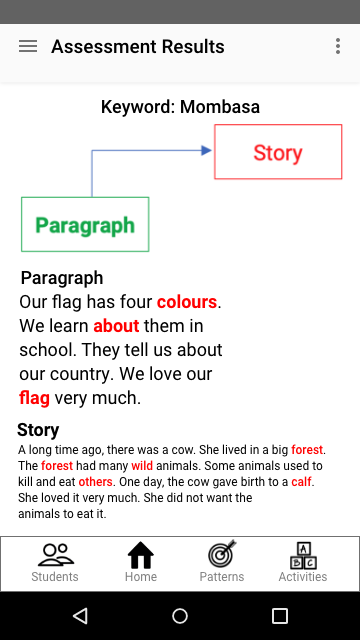 Assessment Results
Keyword: Mombasa
Story
Paragraph
Paragraph
Our flag has four colours.
We learn about them in
school. They tell us about
our country. We love our
flag very much.
Story
A long time ago, there was a cow. She lived in a big forest.
The forest had many wild animals. Some animals used to
kill and eat others. One day, the cow gave birth to a calf.
She loved it very much. She did not want the
animals to eat it.
Students Home Patterns Activities
A
B C